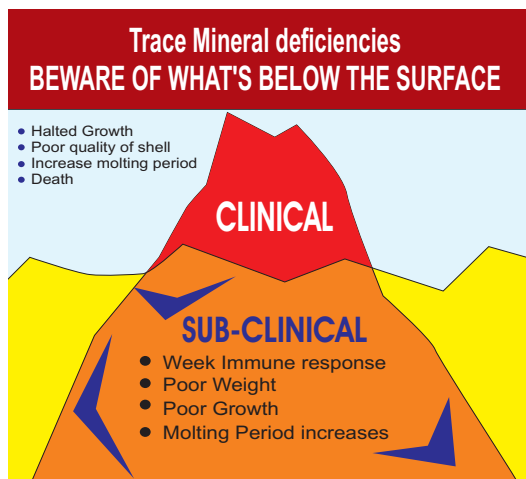 Trace Mineral deficiencies
BEWARE OF WHAT'S BELOW THE SURFACE
• Halted Growth
• Poor quality of shell
• Increase molting period
• Death
CLINICAL
SUB-CLINICAL
• Week Immune response
• Poor Weight
• Poor Growth
• Molting Period increases